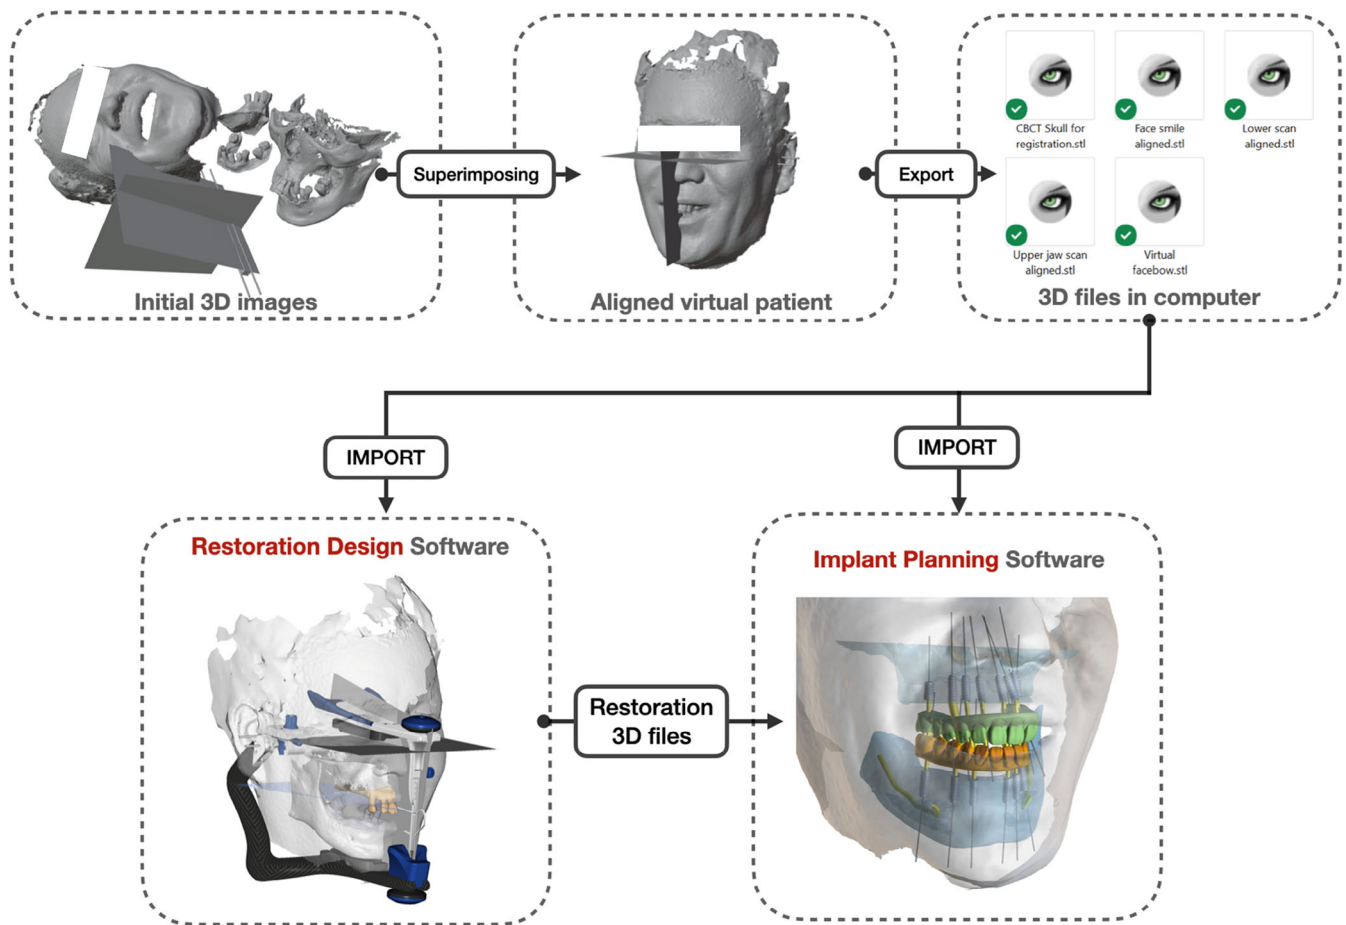 Superimposing
Export
CBCT Skull for
registration.stl
Face smile
aligned.stl
Lower scan
aligned.stl
Upper jaw scan
aligned.stl
Virtual
facebow.stl
Initial 3D images
Aligned virtual patient
3D files in computer
IMPORT
IMPORT
Restoration Design Software
Implant Planning Software
Restoration
3D files